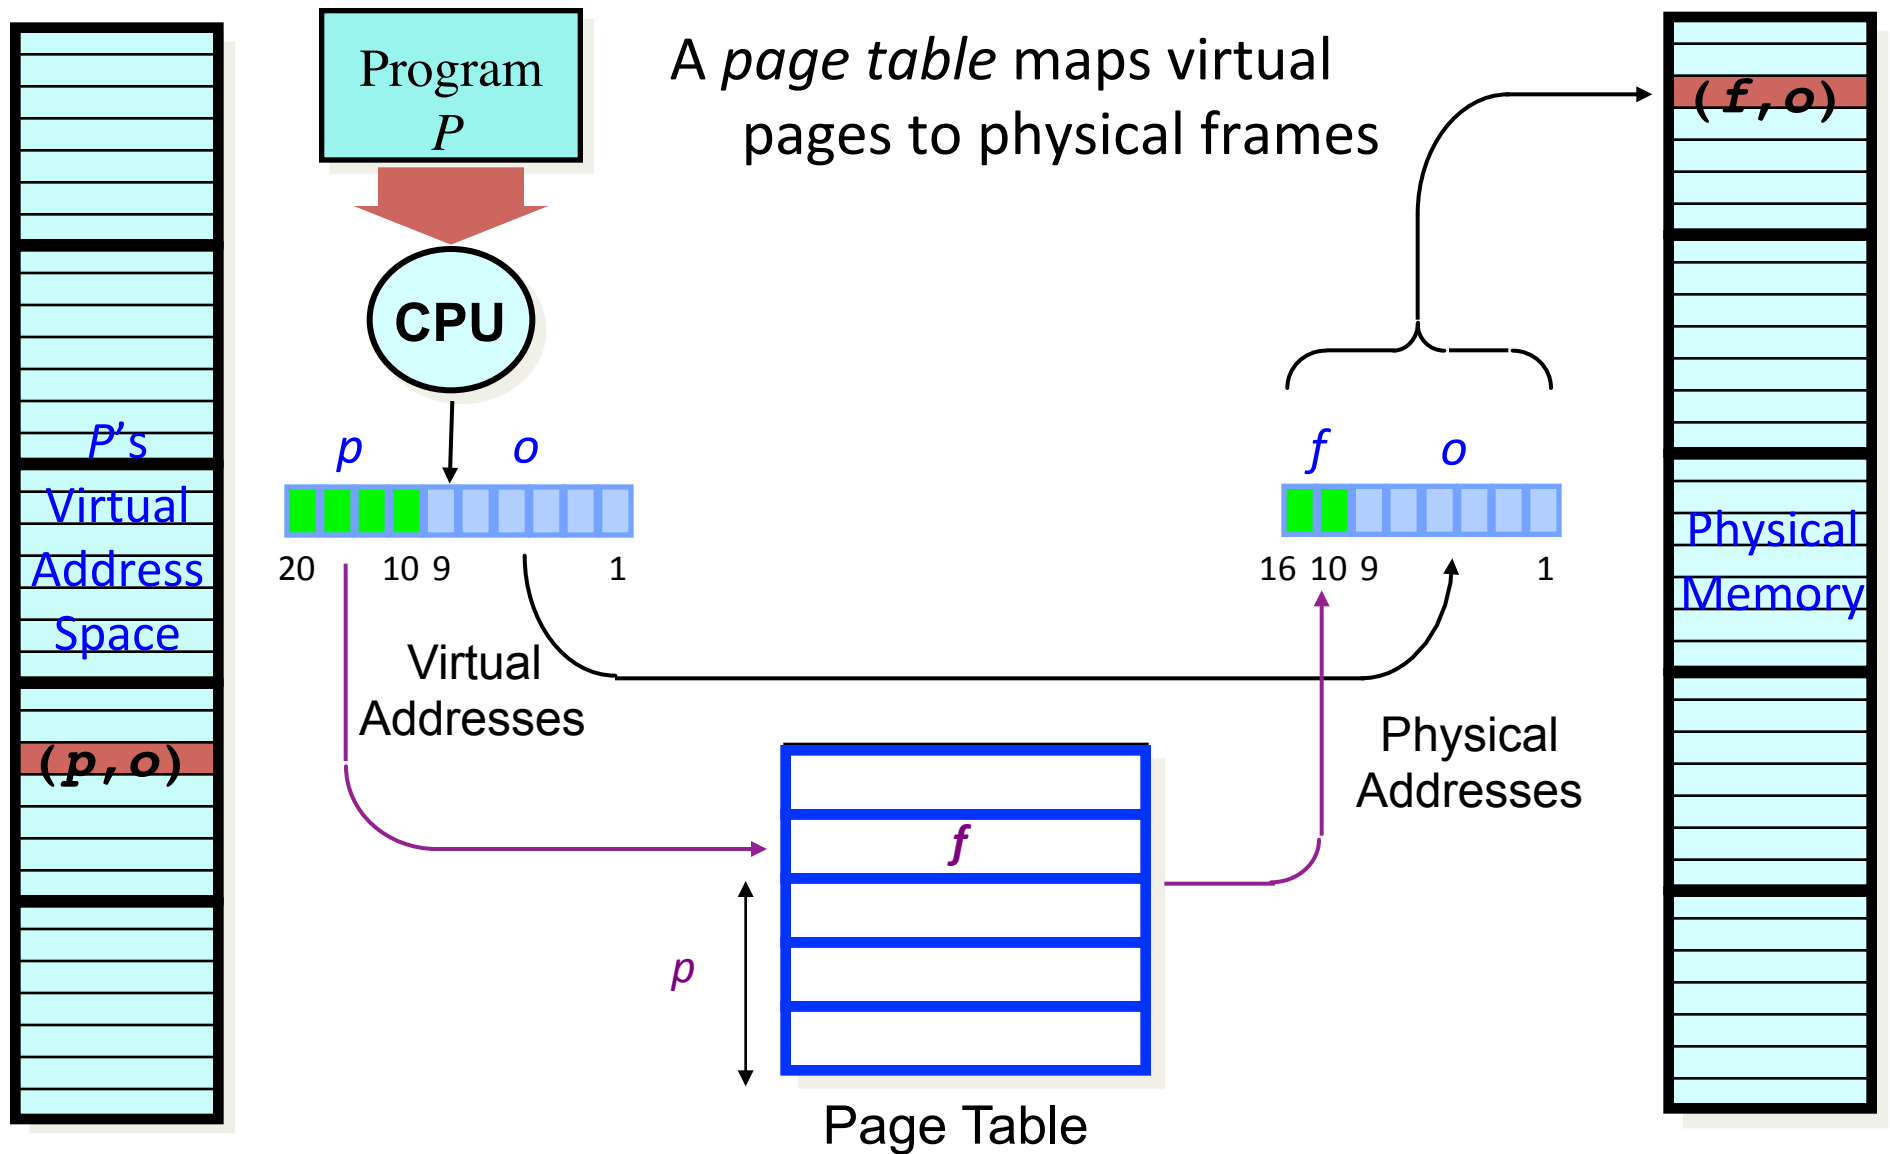 Program
P
A page table maps virtual
pages to physical frames
(f,o)
CPU
p o
20 10 9 1
f o
16 10 9 1
P's
Virtual
Address
Space
(p,o)
Virtual
Addresses
Physical
Addresses
Physical
Memory
f
p
Page Table